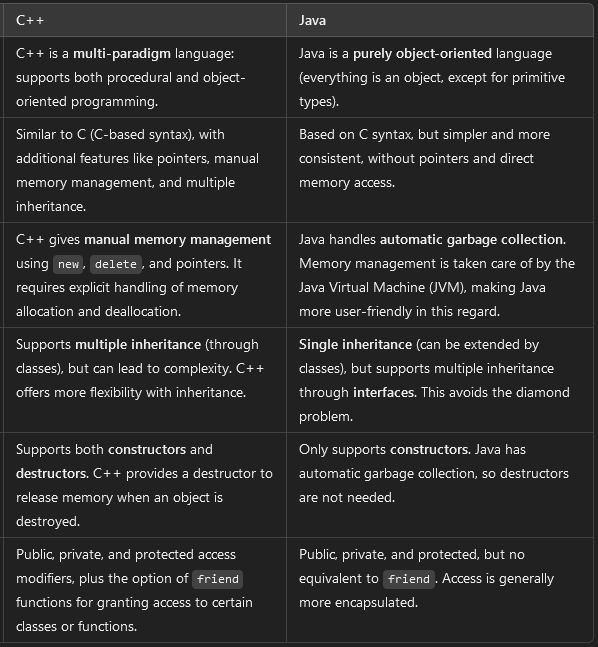 C++
Java
C++ is a multi-paradigm language:
supports both procedural and object-
oriented programming.
Java is a purely object-oriented language
(everything is an object, except for primitive
types).
Similar to C (C-based syntax), with
additional features like pointers, manual
memory management, and multiple
inheritance.
Based on C syntax, but simpler and more
consistent, without pointers and direct
memory access.
C++ gives manual memory management
using new, delete, and pointers. It
requires explicit handling of memory
allocation and deallocation.
Java handles automatic garbage collection.
Memory management is taken care of by the
Java Virtual Machine (JVM), making Java
more user-friendly in this regard.
Supports multiple inheritance (through
classes), but can lead to complexity. C++
offers more flexibility with inheritance.
Single inheritance (can be extended by
classes), but supports multiple inheritance
through interfaces. This avoids the diamond
problem.
Supports both constructors and
destructors. C++ provides a destructor to
release memory when an object is
destroyed.
Only supports constructors. Java has
automatic garbage collection, so destructors
are not needed.
Public, private, and protected access
modifiers, plus the option of friend
functions for granting access to certain
classes or functions.
Public, private, and protected, but no
equivalent to friend. Access is generally
more encapsulated.